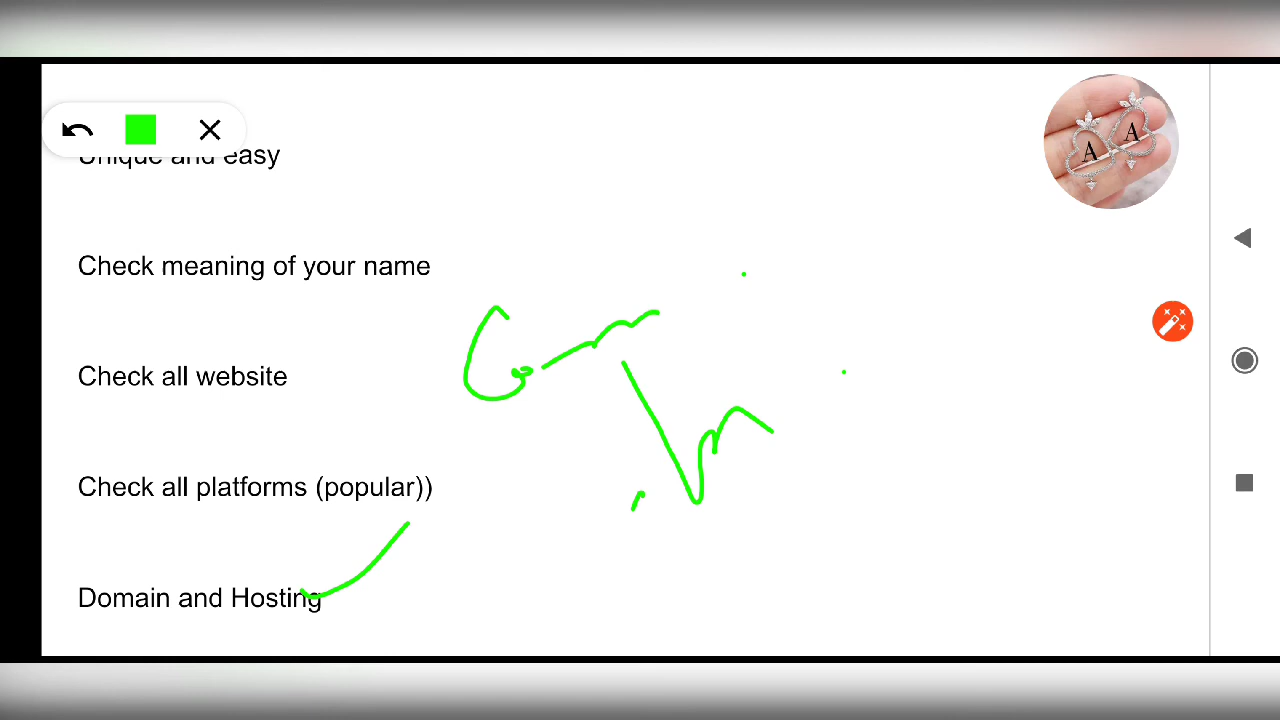 Unique and easy
A A
Check meaning of your name
Check all website
Check all platforms (popular))
Domain and Hosting